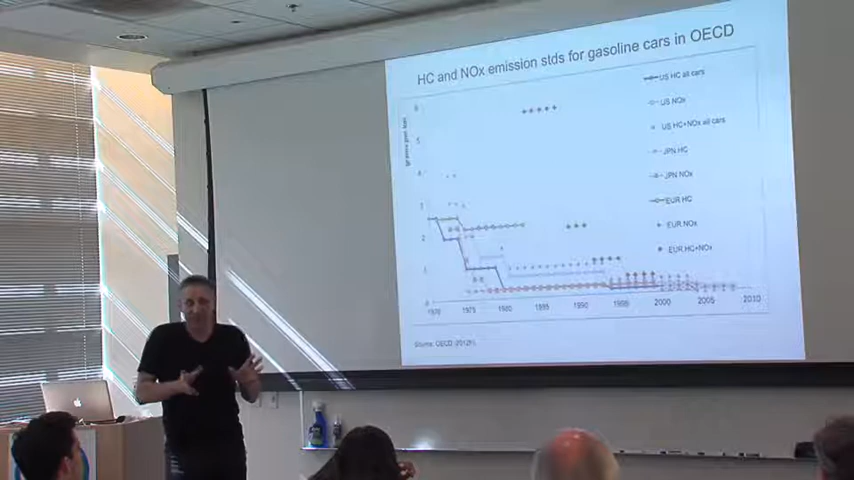 HC and NOx emission stds for gasoline cars in OECD
US HC all cars
US NOx
US HC+NOx all cars
JPN HC
JPN NOx
EUR HC
EUR NOx
EUR HC+NOx
1970 1975 1980 1985 1990 1995 2000 2005 2010
Source: OECD (2012)